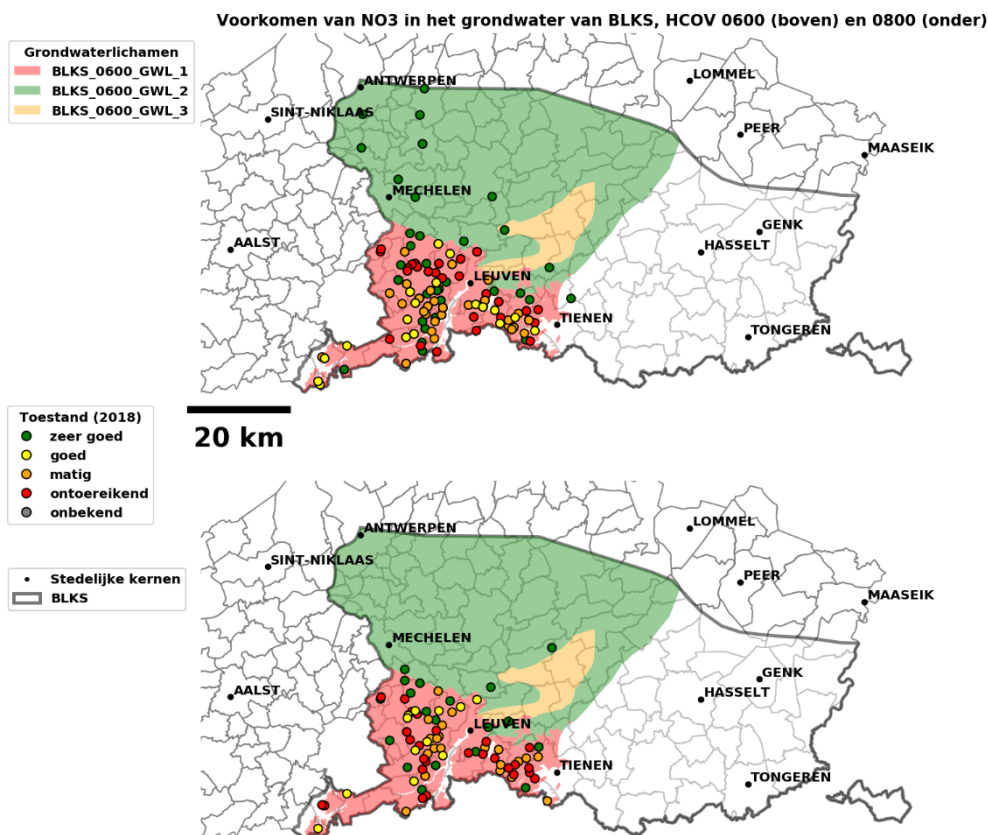 Voorkomen van NO3 in het grondwater van BLKS, HCOV 0600 (boven) en 0800 (onder)
Grondwaterlichamen
BLKS_0600_GWL_1
BLKS_0600_GWL_2
BLKS_0600_GWL_3
ANTWERPEN
LOMMEL
SINT-NIKLAAS
PEER
MAASEIK
MECHELEN
GENK
AALST
HASSELT
LEUVEN
TIENEN
TONGEREN
20 km
Toestand (2018)
zeer goed
goed
matig
ontoereikend
onbekend
Stedelijke kernen
BLKS
ANTWERPEN
LOMMEL
SINT-NIKLAAS
PEER
MAASEIK
MECHELEN
GENK
AALST
HASSELT
LEUVEN
TIENEN
TONGEREN